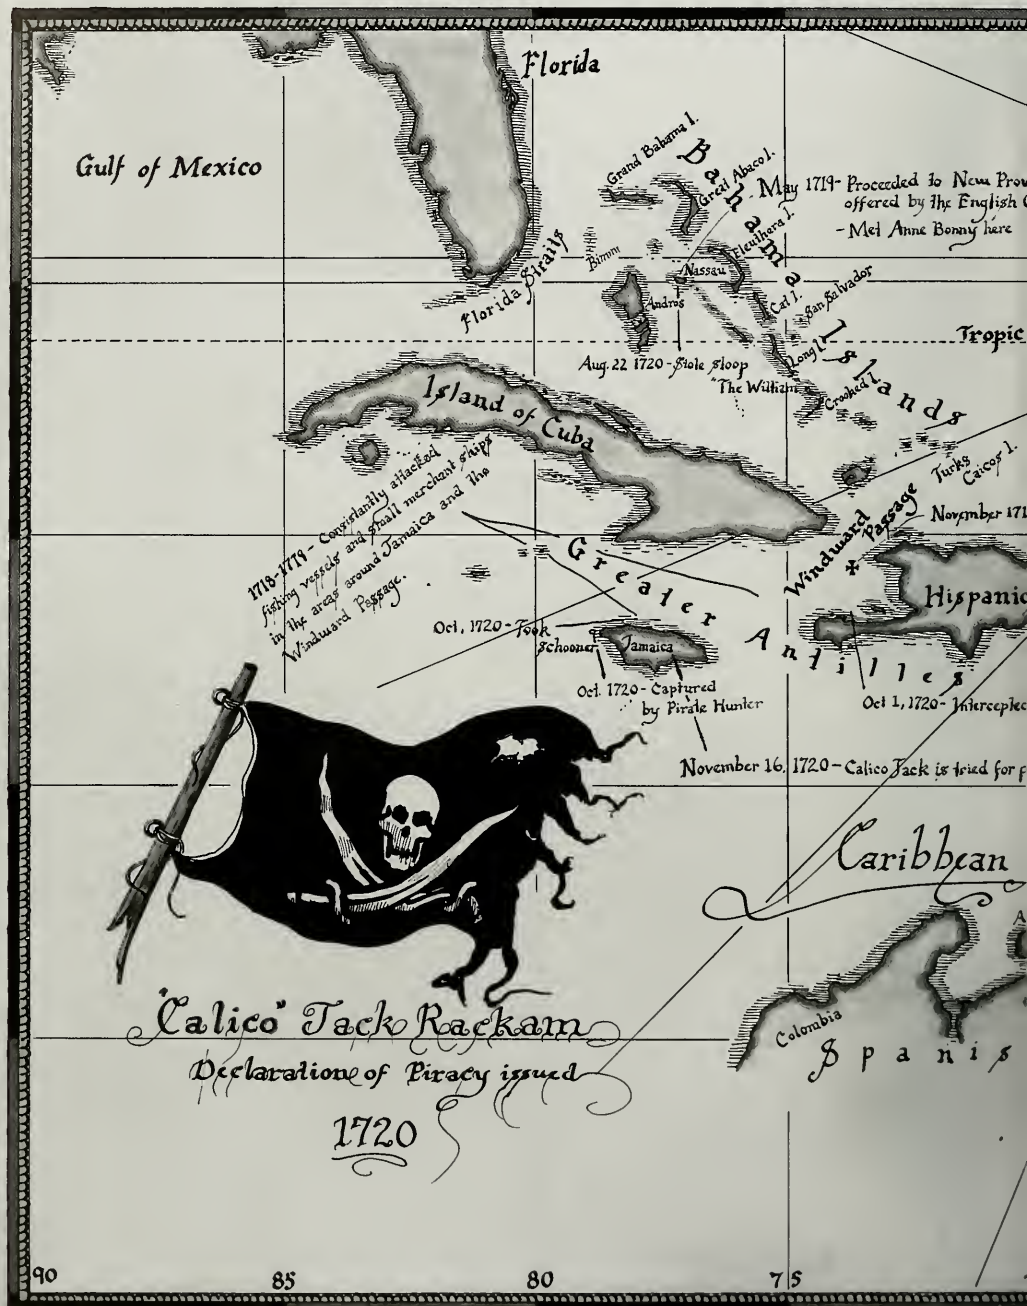 Florida
Gulf of Mexico
Grand Bahama I.
Great Abaco I.
Bahama Islands
May 1719- Proceeded to New Prov
offered by the English
- Met Anne Bonny here
Eleuthera I.
Bimini
Nassau
Florida Straits
Andros
Cat I.
San Salvador
Tropic
Long I.
Aug. 22 1720 - Stole sloop
"The William
Crooked I.
Island of Cuba
Turks
Caicos I.
Windward
Passage
November 171
1718-1719 - Consistantly attacked
fishing vessels and small merchant ships
in the areas around Jamaica and the
Windward Passage.
Greater Antilles
Hispanio
Oct, 1720 - Took
schooner
Jamaica
Oct. 1720 - Captured
by Pirate Hunter
Oct 1, 1720 - Intercepted
November 16, 1720 - Calico Jack is tried for p
Caribbean
A
Colombia
Spanis
"Calico" Jack Rackam
Declaration of Piracy issued
1720
90
85
80
75